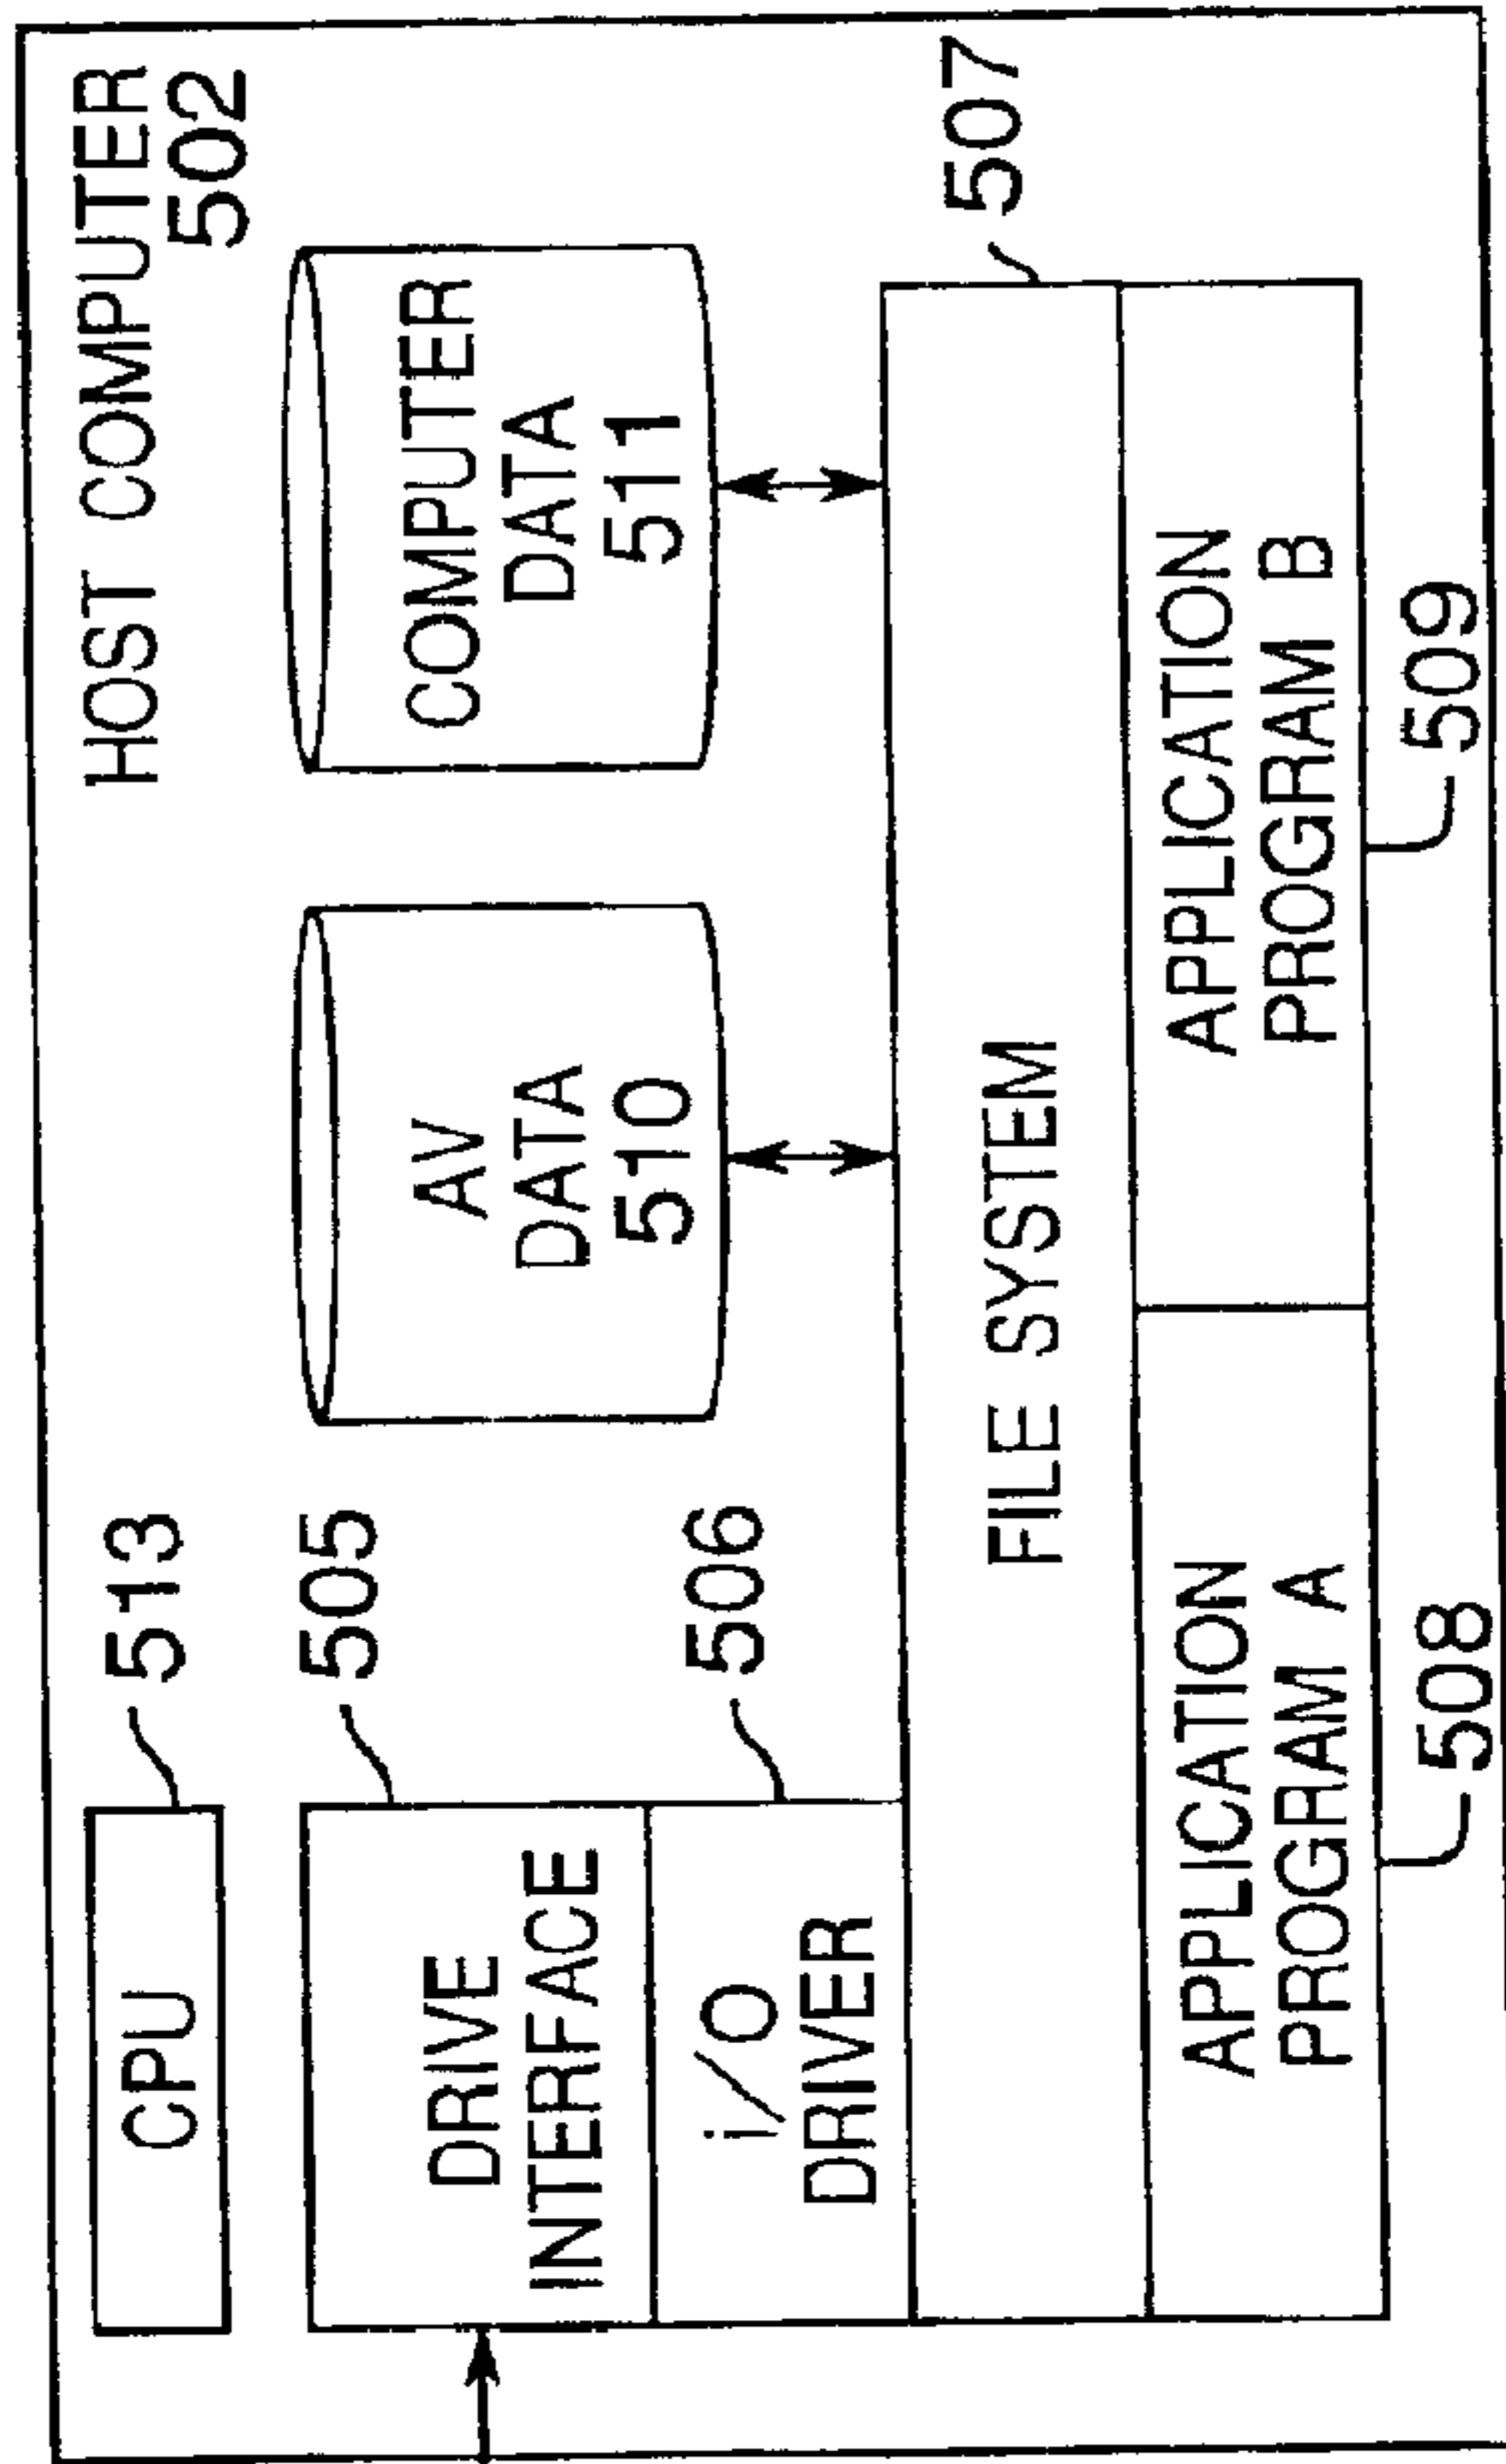 HOST COMPUTER
502
CPU
513
DRIVE
INTERFACE
505
i/O
DRIVER
506
AV
DATA
510
COMPUTER
DATA
511
FILE SYSTEM
507
APPLICATION
PROGRAM A
508
APPLICATION
PROGRAM B
509